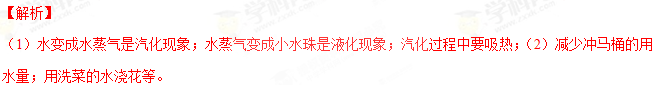 【解析】
（1）水变成水蒸气是汽化现象；水蒸气变成小水珠是液化现象；汽化过程中要吸热；（2）减少冲马桶的用
水量；用洗菜的水浇花等。